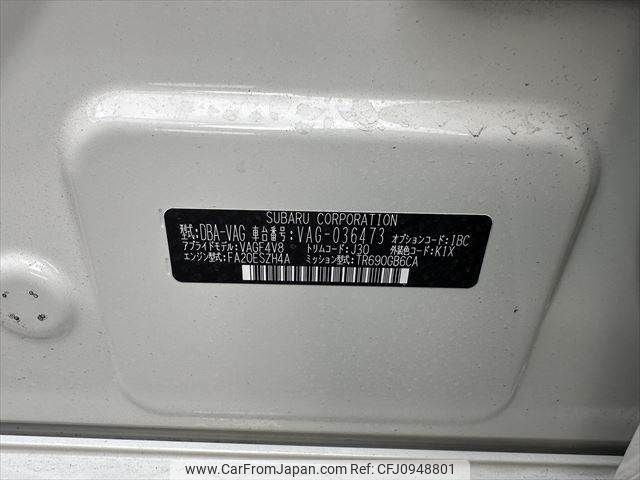 SUBARU CORPORATION
型式:DBA-VAG 車台番号:VAG-036473 オプションコード:IBC
アプライドモデル:VAGF4V8 トリムコード:J30 外装色コード:K1X
エンジン型式:FA20ESZH4A ミッション型式:TR690GB6CA
www.CarFromJapan.com - Ref No.CFJ10948801